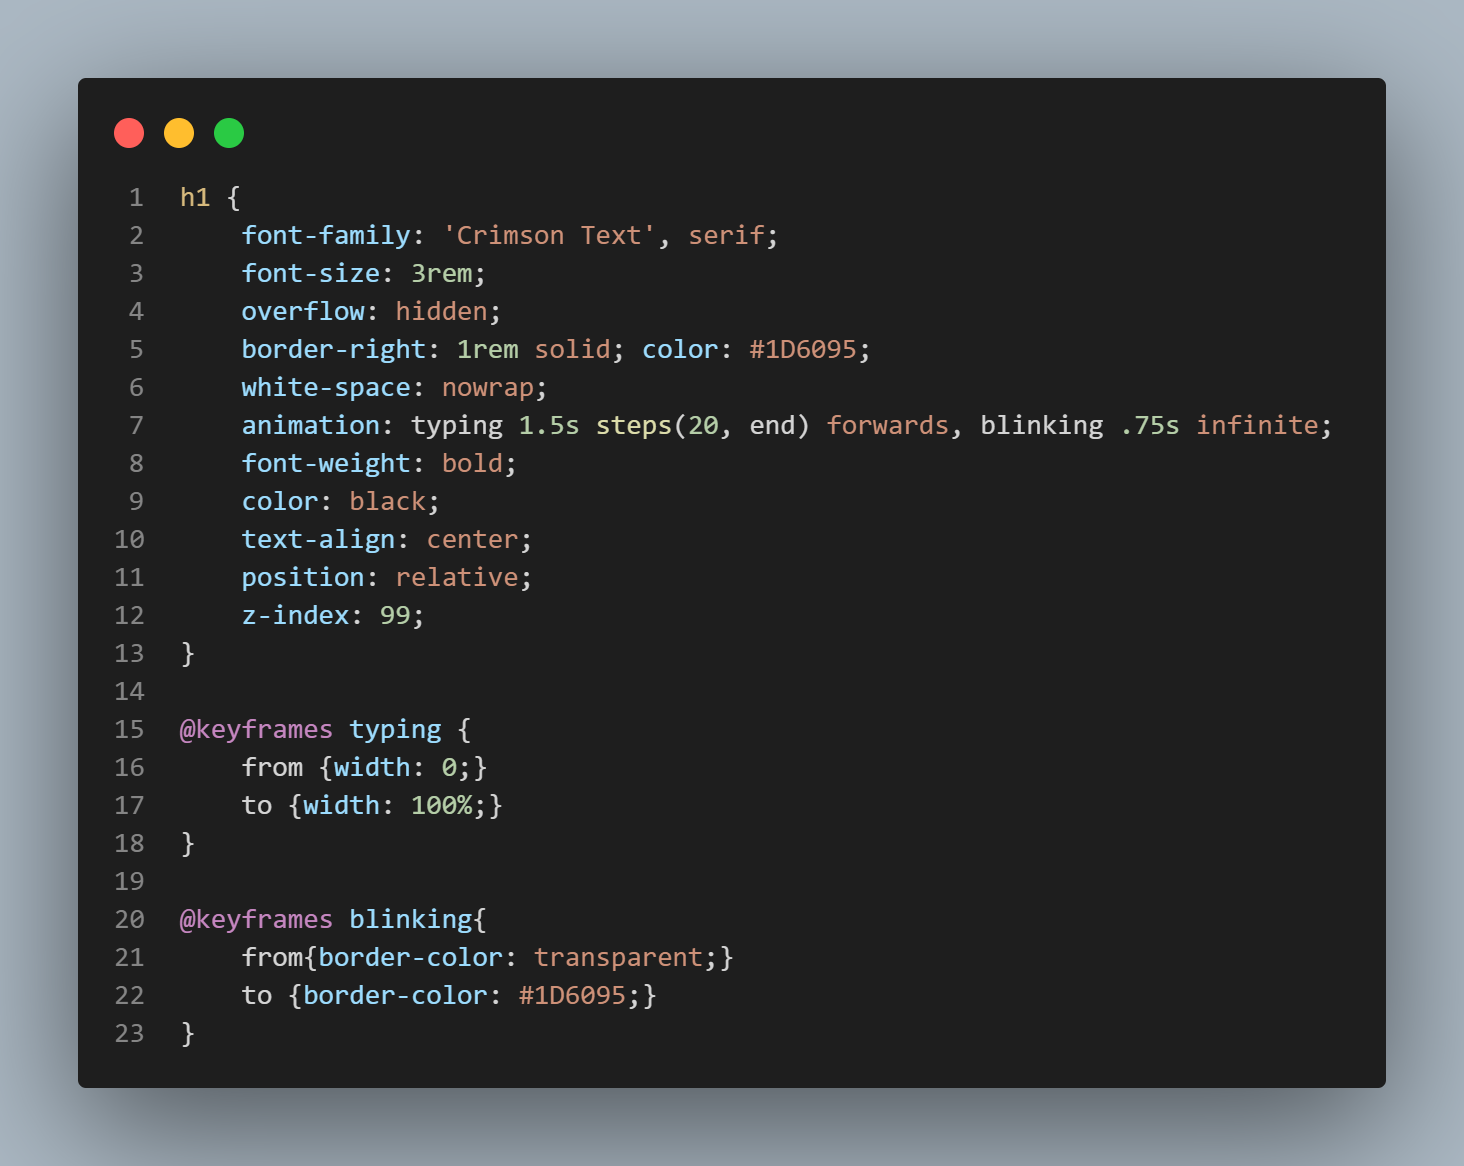 1 h1 {
2     font-family: 'Crimson Text', serif;
3     font-size: 3rem;
4     overflow: hidden;
5     border-right: 1rem solid; color: #1D6095;
6     white-space: nowrap;
7     animation: typing 1.5s steps(20, end) forwards, blinking .75s infinite;
8     font-weight: bold;
9     color: black;
10     text-align: center;
11     position: relative;
12     z-index: 99;
13 }
14
15 @keyframes typing {
16     from {width: 0;}
17     to {width: 100%;}
18 }
19
20 @keyframes blinking{
21     from{border-color: transparent;}
22     to {border-color: #1D6095;}
23 }